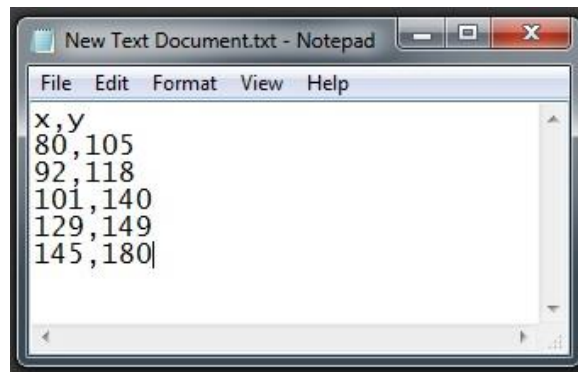 New Text Document.txt - Notepad
File Edit Format View Help
x,y
80,105
92,118
101,140
129,149
145,180